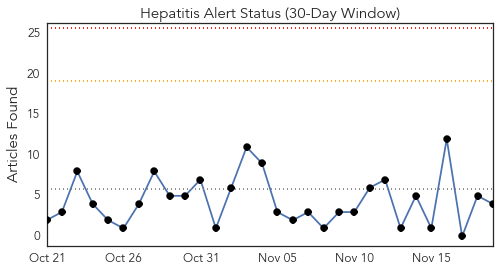 Hepatitis Alert Status (30-Day Window)
Articles Found
25
20
15
10
5
0
Oct 21 Oct 26 Oct 31 Nov 05 Nov 10 Nov 15